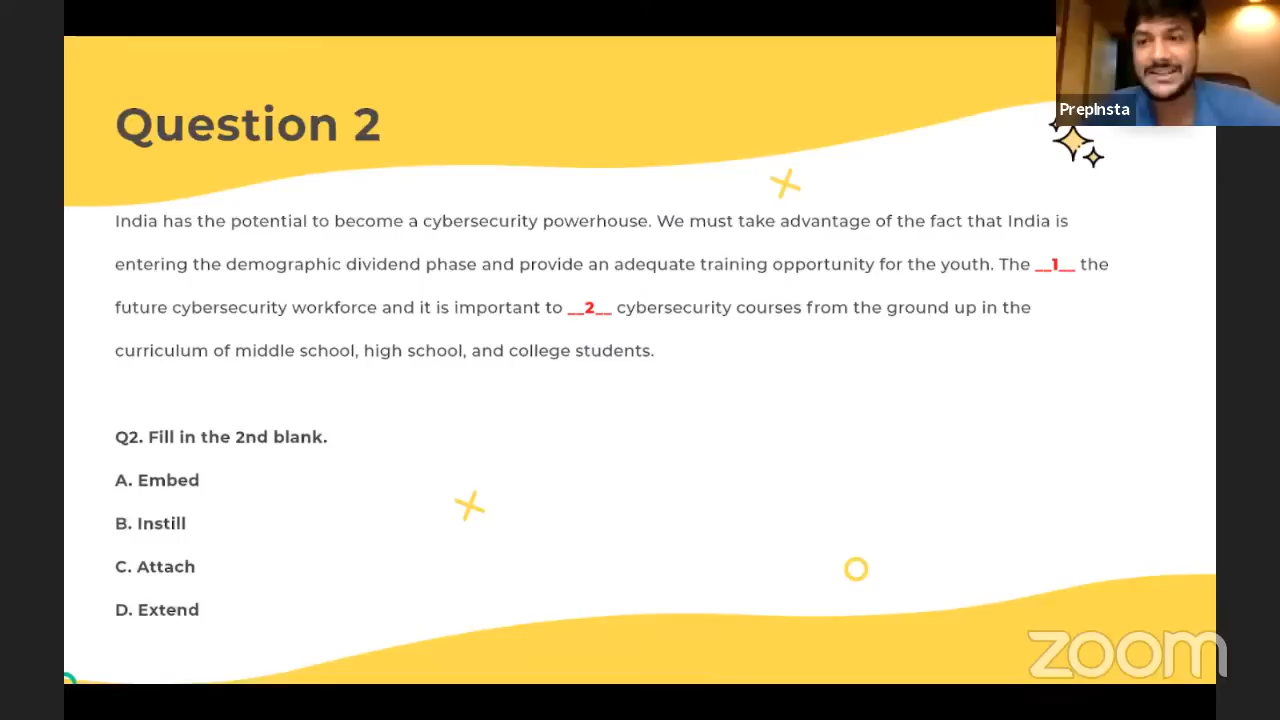 PrepInsta
Question 2
India has the potential to become a cybersecurity powerhouse. We must take advantage of the fact that India is
entering the demographic dividend phase and provide an adequate training opportunity for the youth. The __1__ the
future cybersecurity workforce and it is important to __2__ cybersecurity courses from the ground up in the
curriculum of middle school, high school, and college students.
Q2. Fill in the 2nd blank.
A. Embed
B. Instill
C. Attach
D. Extend
zoom